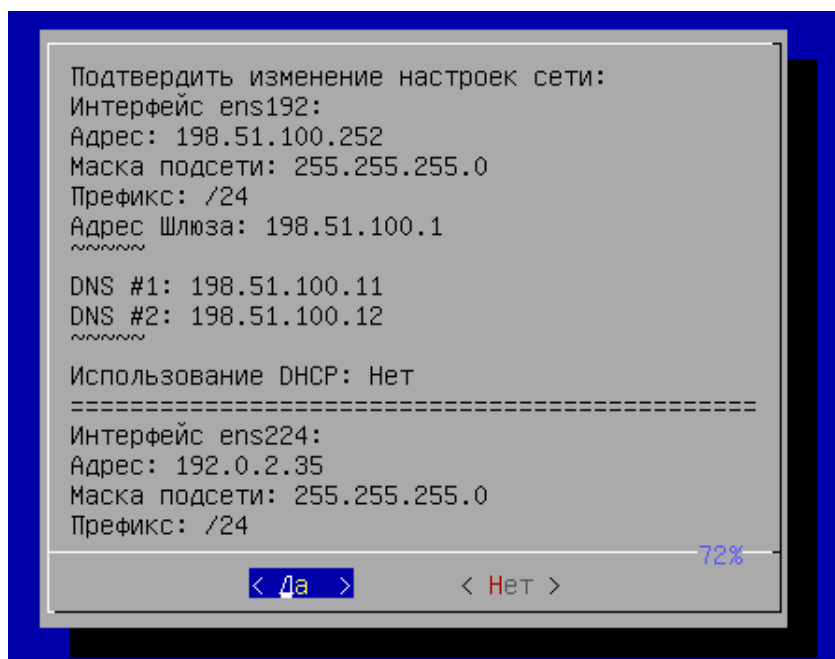 Подтвердить изменение настроек сети:
Интерфейс ens192:
Адрес: 198.51.100.252
Маска подсети: 255.255.255.0
Префикс: /24
Адрес Шлюза: 198.51.100.1
~~~~~
DNS #1: 198.51.100.11
DNS #2: 198.51.100.12
~~~~~
Использование DHCP: Нет
==============================================
Интерфейс ens224:
Адрес: 192.0.2.35
Маска подсети: 255.255.255.0
Префикс: /24
72%
< Да > < Нет >